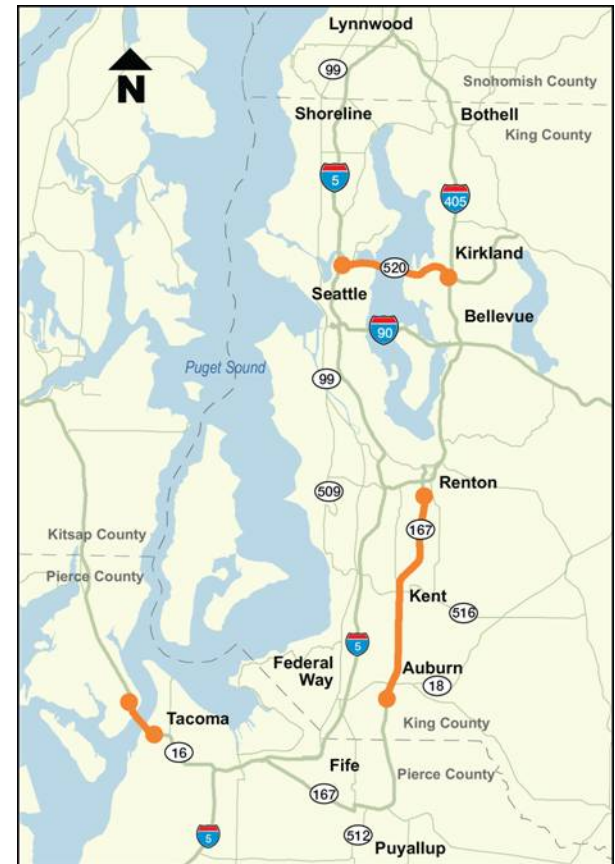 Lynnwood
99
Snohomish County
N
Shoreline
Bothell
King County
5
405
Kirkland
520
Seattle
Bellevue
90
Puget Sound
99
Renton
509
167
Kitsap County
Pierce County
Kent
516
5
Federal
Way
Auburn
18
Tacoma
King County
16
Fife
Pierce County
167
5
512
Puyallup